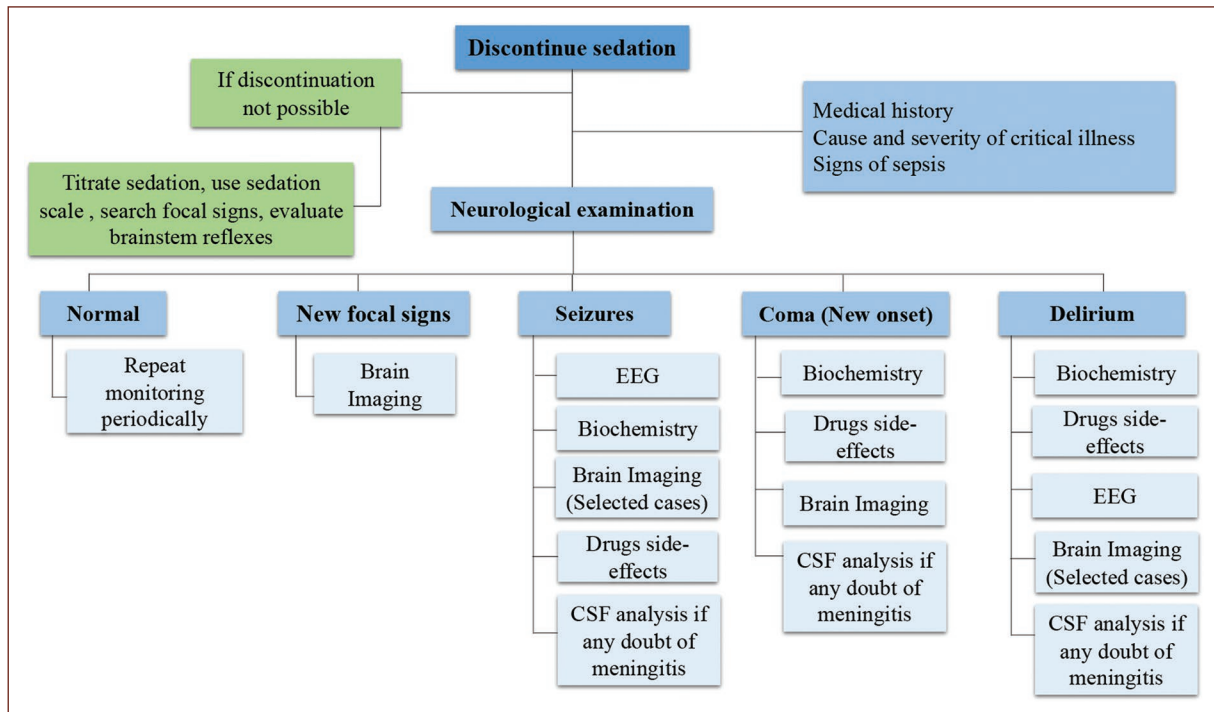 Discontinue sedation
If discontinuation
not possible
Medical history
Cause and severity of critical illness
Signs of sepsis
Titrate sedation, use sedation
scale , search focal signs, evaluate
brainstem reflexes
Neurological examination
Normal
Repeat
monitoring
periodically
New focal signs
Brain
Imaging
Seizures
EEG
Biochemistry
Brain Imaging
(Selected cases)
Drugs side-
effects
CSF analysis if
any doubt of
meningitis
Coma (New onset)
Biochemistry
Drugs side-
effects
Brain Imaging
CSF analysis if
any doubt of
meningitis
Delirium
Biochemistry
Drugs side-
effects
EEG
Brain Imaging
(Selected cases)
CSF analysis if
any doubt of
meningitis